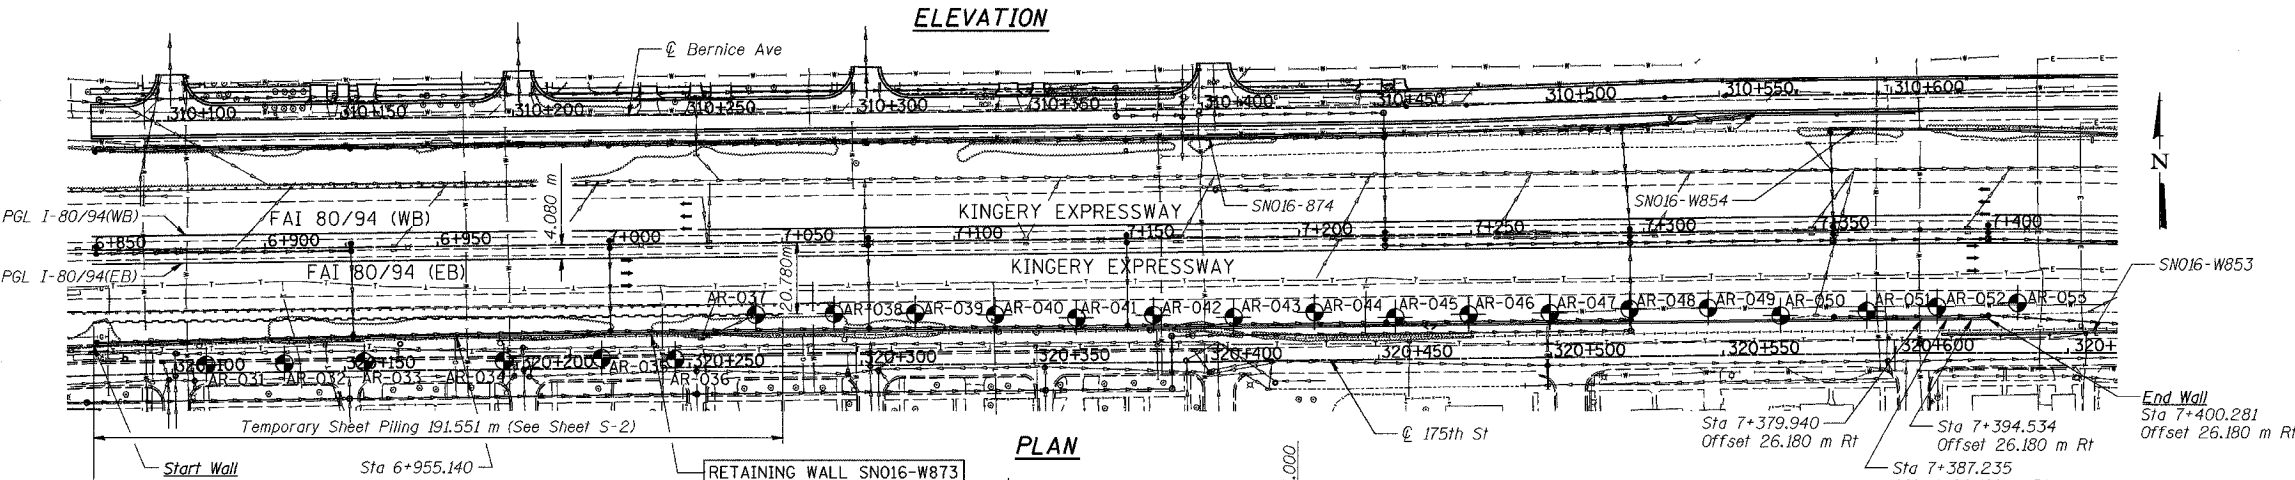 ELEVATION
℄ Bernice Ave
310+100 310+150 310+200 310+250 310+300 310+350 310+400 310+450 310+500 310+550 310+600
4.080 m
N
PGL I-80/94(WB)
FAI 80/94 (WB)
KINGERY EXPRESSWAY
SN016-874
SN016-W854
6+850 6+900 6+950 7+000 7+050 7+100 7+150 7+200 7+250 7+300 7+350 7+400
PGL I-80/94(EB)
FAI 80/94 (EB)
KINGERY EXPRESSWAY
SN016-W853
20.780m
AR-037 AR-038 AR-039 AR-040 AR-041 AR-042 AR-043 AR-044 AR-045 AR-046 AR-047 AR-048 AR-049 AR-050 AR-051 AR-052 AR-053
320+100 320+150 320+200 320+250 320+300 320+350 320+400 320+450 320+500 320+550 320+600 320+
AR-031 AR-032 AR-033 AR-034 AR-035 AR-036
Temporary Sheet Piling 191.551 m (See Sheet S-2)
PLAN
℄ 175th St
Sta 7+379.940
Offset 26.180 m Rt
Sta 7+394.534
Offset 26.180 m Rt
End Wall
Sta 7+400.281
Offset 26.180 m Rt
Start Wall
Sta 6+955.140
RETAINING WALL SN016-W873
.000
Sta 7+387.235